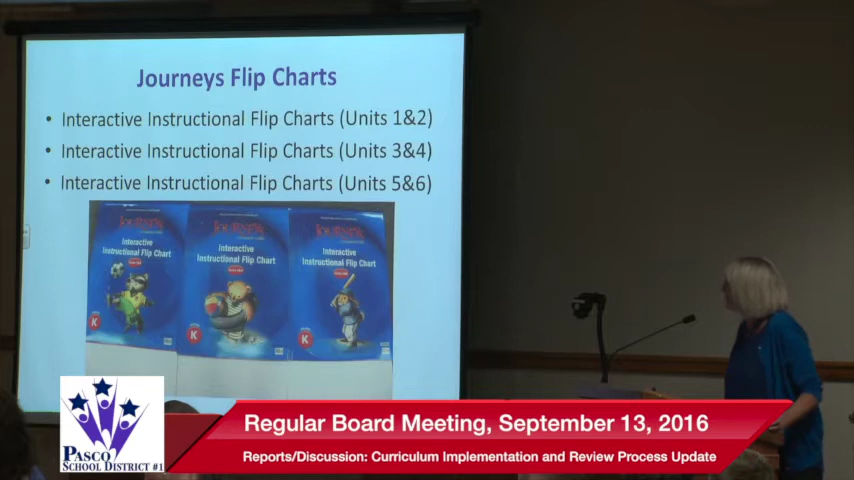 Journeys Flip Charts
• Interactive Instructional Flip Charts (Units 1&2)
• Interactive Instructional Flip Charts (Units 3&4)
• Interactive Instructional Flip Charts (Units 5&6)
JOURNEYS
Interactive
Instructional Flip Chart
K
JOURNEYS
Interactive
Instructional Flip Chart
K
JOURNEYS
Interactive
Instructional Flip Chart
K
PASCO
SCHOOL DISTRICT #1
Regular Board Meeting, September 13, 2016
Reports/Discussion: Curriculum Implementation and Review Process Update